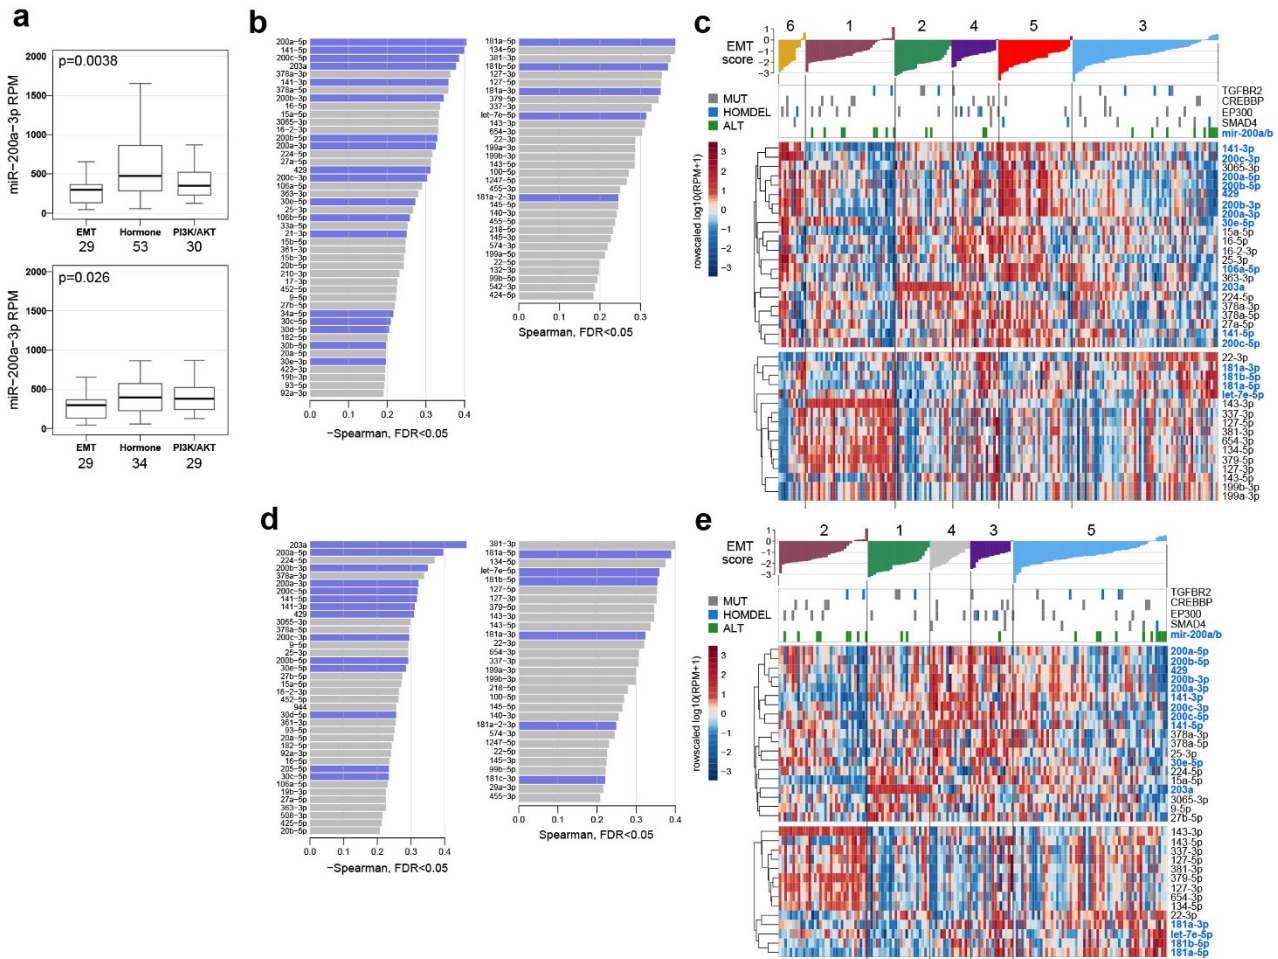 a
p=0.0038
miR−200a−3p RPM
2000
1500
1000
500
0
EMT
Hormone
PI3K/AKT
29
53
30
p=0.026
miR−200a−3p RPM
2000
1500
1000
500
0
EMT
Hormone
PI3K/AKT
29
34
29
b
200a−5p
141−5p
200c−5p
203a
378a−3p
141−3p
378a−5p
200b−3p
16−5p
15a−5p
3065−3p
16−2−3p
200b−5p
200a−3p
224−5p
27a−5p
429
200c−3p
106a−5p
363−3p
30e−5p
25−3p
106b−5p
33a−5p
21−3p
15b−5p
361−3p
15b−3p
20b−5p
210−3p
17−3p
452−5p
9−5p
27b−5p
34a−5p
30c−5p
30d−5p
182−5p
30b−5p
20a−5p
30e−3p
423−3p
19b−3p
93−5p
92a−3p
0.0 0.1 0.2 0.3 0.4
−Spearman, FDR<0.05
181a−5p
134−5p
381−3p
181b−5p
127−3p
127−5p
181a−3p
379−5p
337−3p
let−7e−5p
143−3p
654−3p
22−3p
199a−3p
199b−3p
143−5p
100−5p
1247−5p
455−3p
181a−2−3p
145−5p
140−3p
455−5p
218−5p
145−3p
574−3p
199a−5p
22−5p
132−3p
99b−5p
542−3p
424−5p
0.0 0.1 0.2 0.3
Spearman, FDR<0.05
c
6 1 2 4 5 3
EMT
score
1
0
−1
−2
−3
MUT
HOMDEL
ALT
TGFBR2
CREBBP
EP300
SMAD4
mir-200a/b
rowscaled log10(RPM+1)
3
2
1
0
−1
−2
−3
141-3p
200c-3p
3065-3p
200a-5p
200b-5p
429
200b-3p
200a-3p
30e-5p
15a-5p
16-5p
16-2-3p
25-3p
106a-5p
363-3p
203a
224-5p
378a-3p
378a-5p
27a-5p
141-5p
200c-5p
22-3p
181a-3p
181b-5p
181a-5p
let-7e-5p
143-3p
337-3p
127-5p
381-3p
654-3p
134-5p
379-5p
127-3p
143-5p
199b-3p
199a-3p
d
203a
200a−5p
224−5p
200b−3p
378a−3p
200a−3p
200c−5p
141−5p
141−3p
429
3065−3p
378a−5p
200c−3p
9−5p
25−3p
200b−5p
30e−5p
27b−5p
15a−5p
16−2−3p
452−5p
944
30d−5p
361−3p
93−5p
20a−5p
182−5p
92a−3p
16−5p
205−5p
30c−5p
106a−5p
19b−3p
27a−5p
363−3p
508−3p
425−5p
20b−5p
0.0 0.1 0.2 0.3 0.4
−Spearman, FDR<0.05
381−3p
181a−5p
134−5p
let−7e−5p
181b−5p
127−5p
127−3p
379−5p
143−3p
143−5p
181a−3p
22−3p
654−3p
337−3p
199a−3p
199b−3p
218−5p
100−5p
145−5p
140−3p
181a−2−3p
574−3p
1247−5p
22−5p
145−3p
99b−5p
181c−3p
29a−3p
455−3p
0.0 0.1 0.2 0.3 0.4
Spearman, FDR<0.05
e
2 1 4 3 5
EMT
score
1
0
−1
−2
−3
MUT
HOMDEL
ALT
TGFBR2
CREBBP
EP300
SMAD4
mir-200a/b
rowscaled log10(RPM+1)
3
2
1
0
−1
−2
−3
200a-5p
200b-5p
429
200b-3p
200a-3p
141-3p
200c-3p
200c-5p
141-5p
378a-3p
378a-5p
25-3p
30e-5p
224-5p
15a-5p
203a
3065-3p
9-5p
27b-5p
143-3p
143-5p
337-3p
127-5p
381-3p
379-5p
127-3p
654-3p
134-5p
22-3p
181a-3p
let-7e-5p
181b-5p
181a-5p